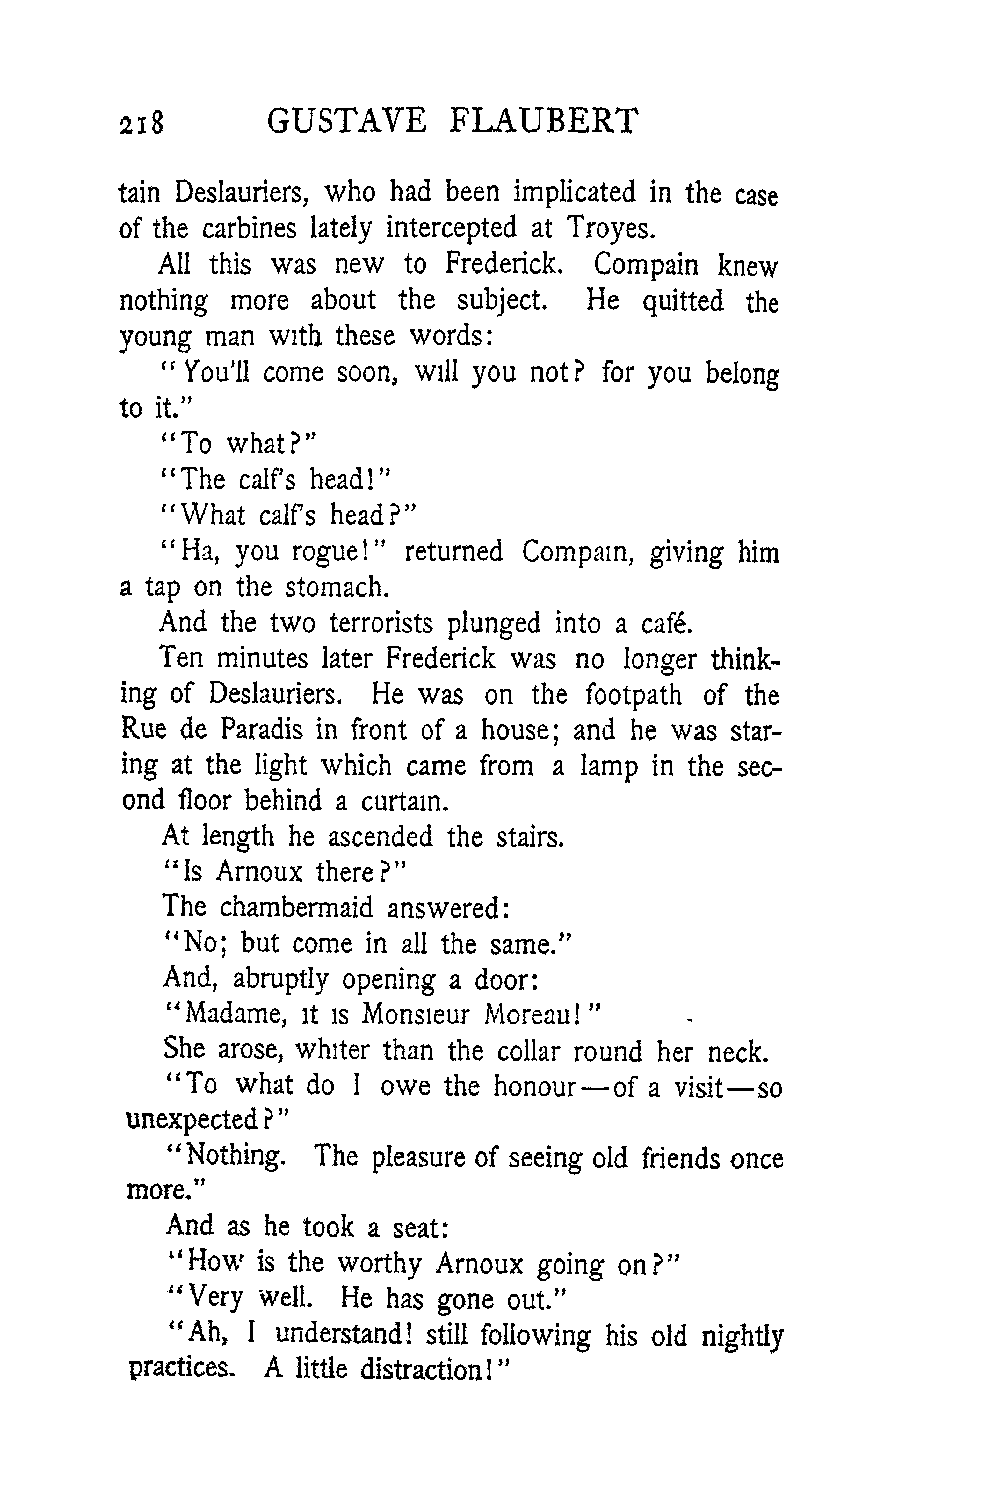 218 GUSTAVE FLAUBERT
tain Deslauriers, who had been implicated in the case
of the carbines lately intercepted at Troyes.
All this was new to Frederick. Compain knew
nothing more about the subject. He quitted the
young man with these words:
"You'll come soon, will you not? for you belong
to it."
"To what?"
"The calf's head!"
"What calf's head?"
"Ha, you rogue!" returned Compain, giving him
a tap on the stomach.
And the two terrorists plunged into a café.
Ten minutes later Frederick was no longer think-
ing of Deslauriers. He was on the footpath of the
Rue de Paradis in front of a house; and he was star-
ing at the light which came from a lamp in the sec-
ond floor behind a curtain.
At length he ascended the stairs.
"Is Arnoux there?"
The chambermaid answered:
"No; but come in all the same."
And, abruptly opening a door:
"Madame, it is Monsieur Moreau!"
She arose, whiter than the collar round her neck.
"To what do I owe the honour—of a visit—so
unexpected?"
"Nothing. The pleasure of seeing old friends once
more."
And as he took a seat:
"How is the worthy Arnoux going on?"
"Very well. He has gone out."
"Ah, I understand! still following his old nightly
practices. A little distraction!"